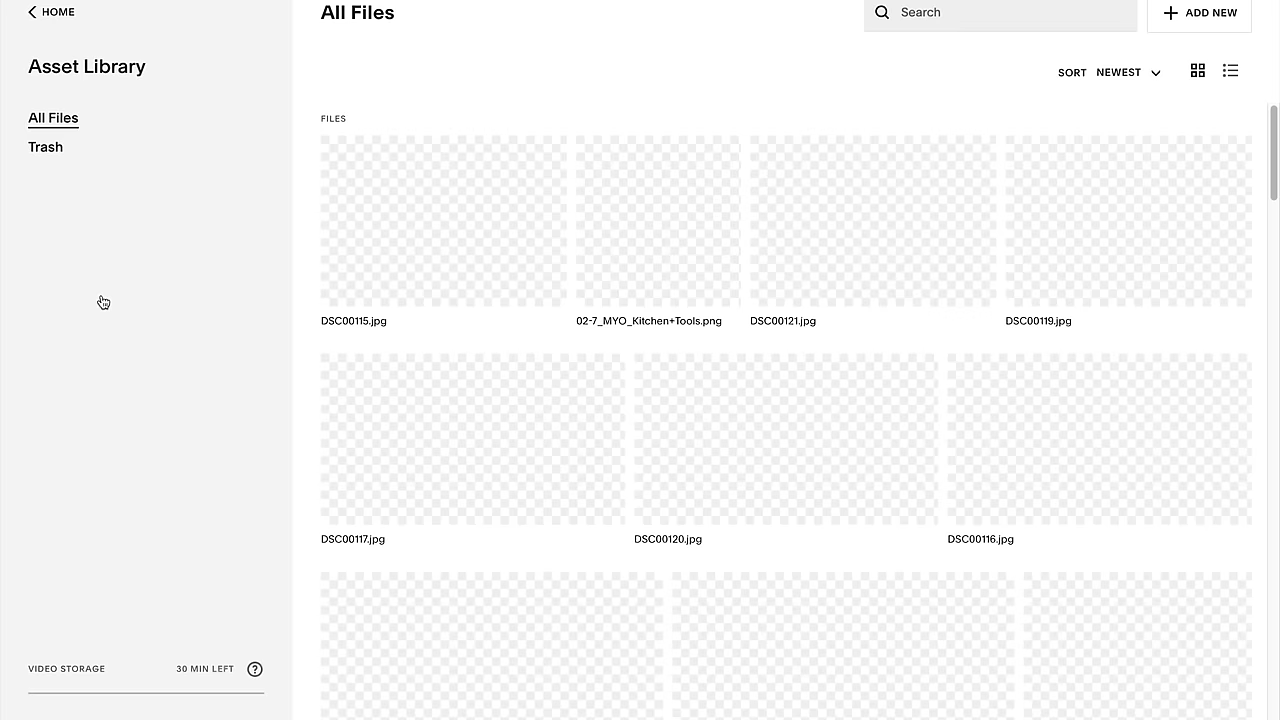 HOME
Asset Library
All Files
Trash
VIDEO STORAGE 30 MIN LEFT ?
All Files
Search
ADD NEW
SORT NEWEST
FILES
DSC00115.jpg
02-7_MYO_Kitchen+Tools.png
DSC00121.jpg
DSC00119.jpg
DSC00117.jpg
DSC00120.jpg
DSC00116.jpg